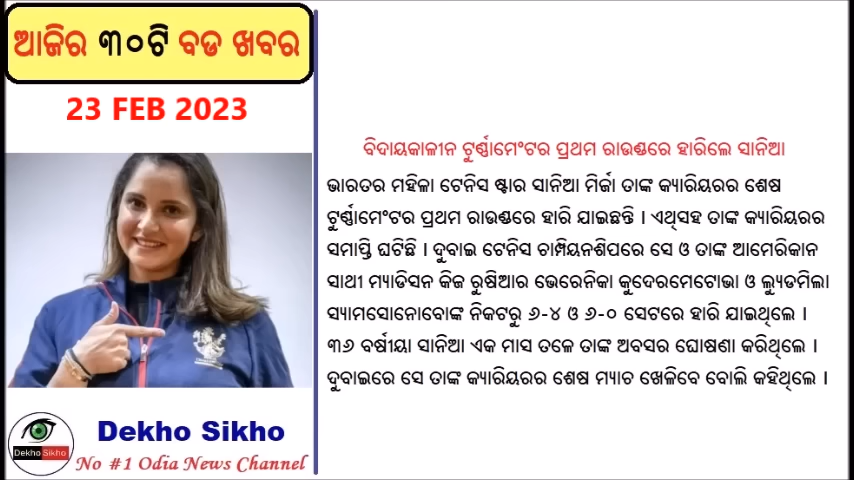 ଆଜିର ୩୦ଟି ବଡ ଖବର
23 FEB 2023
ବିଦାୟକାଳୀନ ଟୁର୍ଣ୍ଣାମେଂଟର ପ୍ରଥମ ରାଉଣ୍ଡରେ ହାରିଲେ ସାନିଆ
ଭାରତର ମହିଳା ଟେନିସ ଷ୍ଟାର ସାନିଆ ମିର୍ଜା ତାଙ୍କ କ୍ୟାରିୟରର ଶେଷ
ଟୁର୍ଣ୍ଣାମେଂଟର ପ୍ରଥମ ରାଉଣ୍ଡରେ ହାରି ଯାଇଛନ୍ତି । ଏଥିସହ ତାଙ୍କ କ୍ୟାରିୟରର
ସମାପ୍ତି ଘଟିଛି । ଦୁବାଇ ଟେନିସ ଚାମ୍ପିୟନଶିପରେ ସେ ଓ ତାଙ୍କ ଆମେରିକାନ
ସାଥୀ ମ୍ୟାଡିସନ କିଜ ରୁଷିଆର ଭେରେନିକା କୁଦେରମେଟୋଭା ଓ ଲ୍ୟୁଡମିଲା
ସ୍ୟାମସୋନୋବୋଙ୍କ ନିକଟରୁ ୬-୪ ଓ ୬-୦ ସେଟରେ ହାରି ଯାଇଥିଲେ ।
୩୬ ବର୍ଷୀୟା ସାନିଆ ଏକ ମାସ ତଳେ ତାଙ୍କ ଅବସର ଘୋଷଣା କରିଥିଲେ ।
ଦୁବାଇରେ ସେ ତାଙ୍କ କ୍ୟାରିୟରର ଶେଷ ମ୍ୟାଚ ଖେଳିବେ ବୋଲି କହିଥିଲେ ।
Dekho Sikho
Dekho Sikho
No #1 Odia News Channel